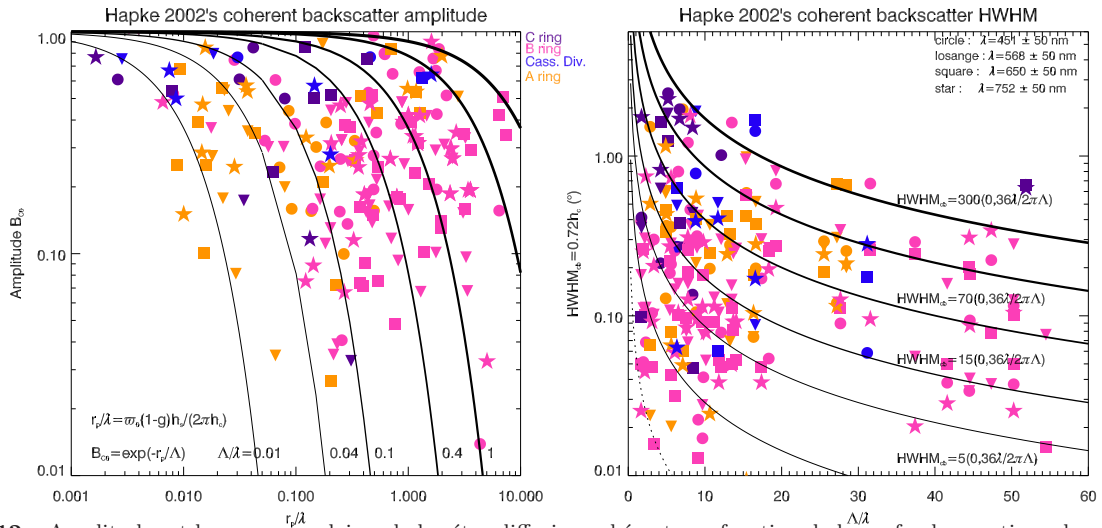 Hapke 2002's coherent backscatter amplitude
1.00
0.10
0.01
Amplitude B_C0
C ring
B ring
Cass. Div.
A ring
r_p/λ=ϖ_0(1-g)h_s/(2πh_c)
B_C0=exp(-r_p/Λ) Λ/λ=0.01 0.04 0.1 0.4 1
0.001 0.010 0.100 1.000 10.000
r_p/λ
Hapke 2002's coherent backscatter HWHM
circle : λ=451 ± 50 nm
losange : λ=568 ± 50 nm
square : λ=650 ± 50 nm
star : λ=752 ± 50 nm
1.00
0.10
0.01
HWHM_cb=0.72h_c (°)
HWHM_cb=300(0,36λ/2πΛ)
HWHM_cb=70(0,36λ/2πΛ)
HWHM_cb=15(0,36λ/2πΛ)
HWHM_cb=5(0,36λ/2πΛ)
0 10 20 30 40 50 60
Λ/λ